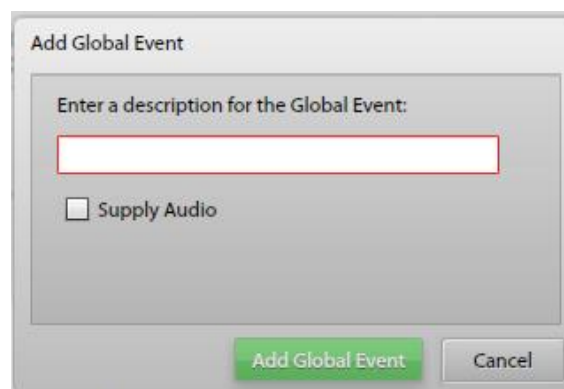 Add Global Event
Enter a description for the Global Event:
Supply Audio
Add Global Event Cancel